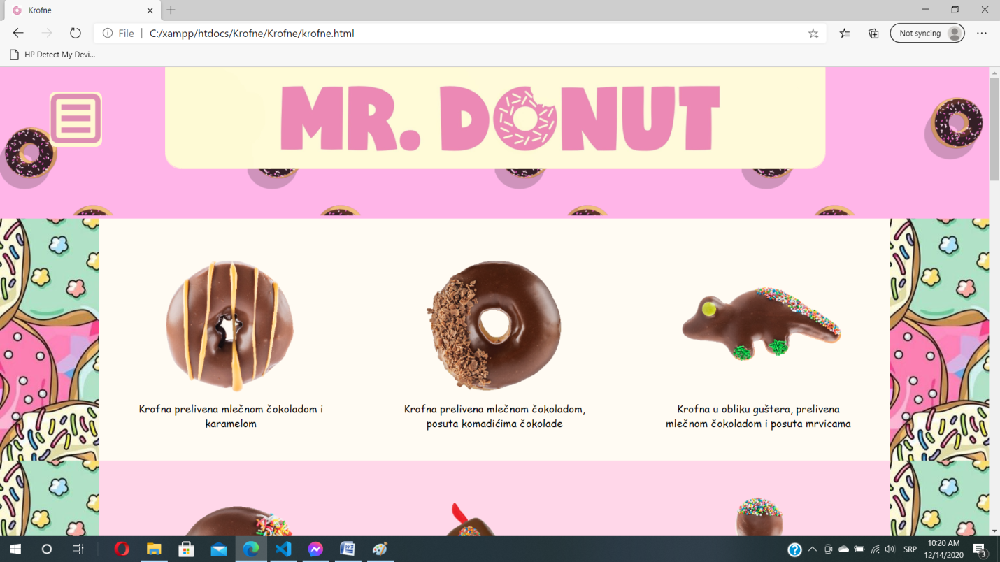 Krofne
File
C:/xampp/htdocs/Krofne/Krofne/krofne.html
Not syncing
HP Detect My Devi...
MR. DONUT
Krofna prelivena mlečnom čokoladom i
karamelom
Krofna prelivena mlečnom čokoladom,
posuta komadićima čokolade
Krofna u obliku guštera, prelivena
mlečnom čokoladom i posuta mrvicama
SRP
10:20 AM
12/14/2020
3